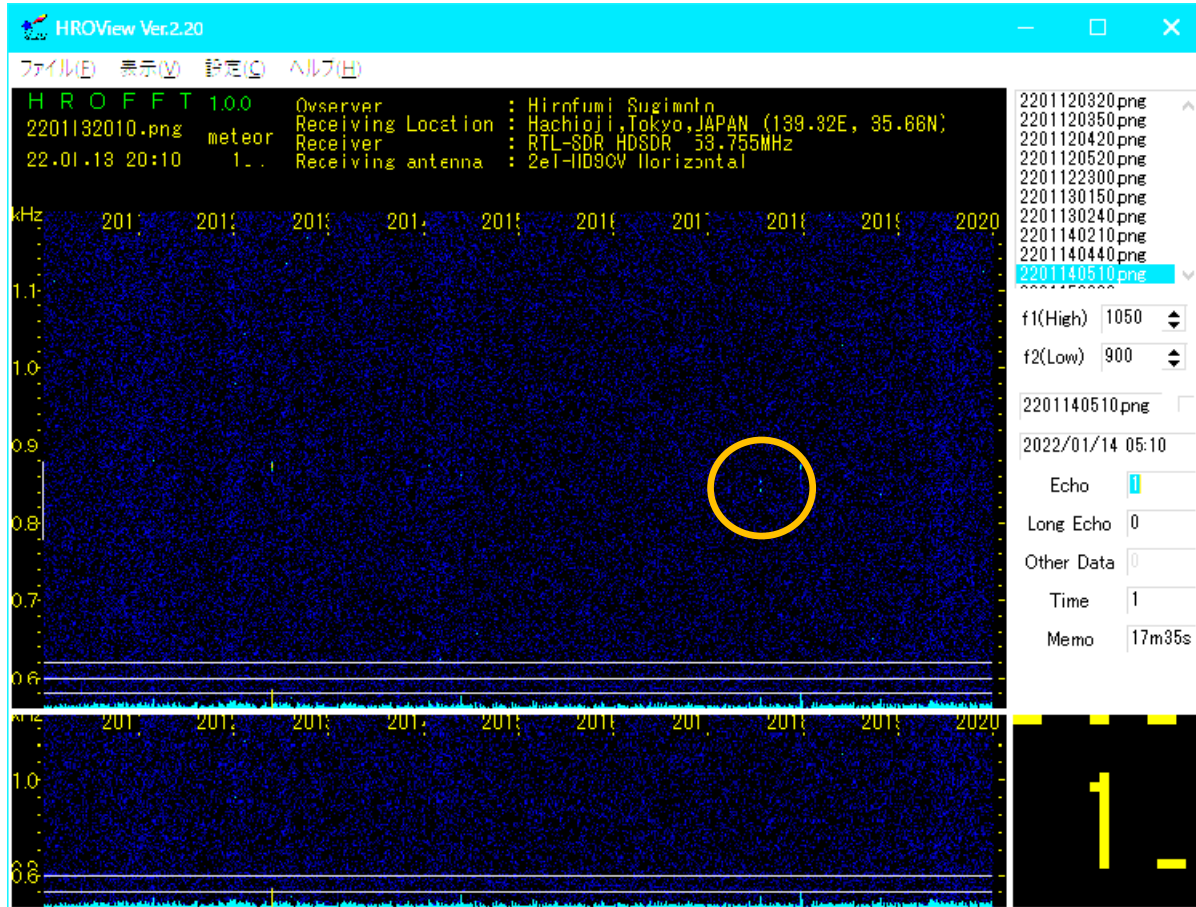 HROView Ver.2.20
ファイル(F) 表示(V) 設定(C) ヘルプ(H)
H R O F F T 1.0.0
2201132010.png
meteor
22.01.13 20:10
1
Ovserver : Hirofumi Sugimoto
Receiving Location : Hachioji,Tokyo,JAPAN (139.32E, 35.66N)
Receiver : RTL-SDR HDSDR 53.755MHz
Receiving antenna : 2el-HB9CV Horizontal
kHz
2020
1.1
1.0
0.9
0.8
0.7
0.6
2020
1.0
0.6
2201120320.png
2201120350.png
2201120420.png
2201120520.png
2201122300.png
2201130150.png
2201130240.png
2201140210.png
2201140440.png
2201140510.png
f1(High) 1050
f2(Low) 900
2201140510.png
2022/01/14 05:10
Echo 1
Long Echo 0
Other Data 0
Time 1
Memo 17m35s
1